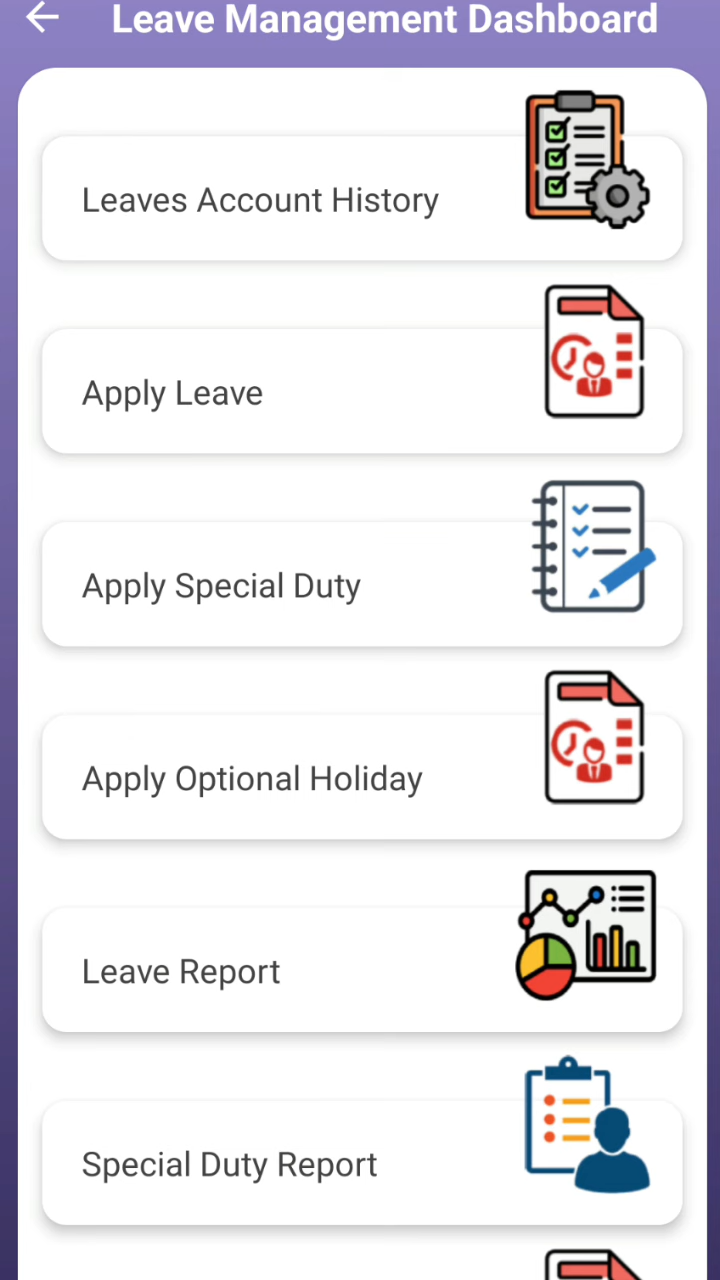 Leave Management Dashboard
Leaves Account History
Apply Leave
Apply Special Duty
Apply Optional Holiday
Leave Report
Special Duty Report